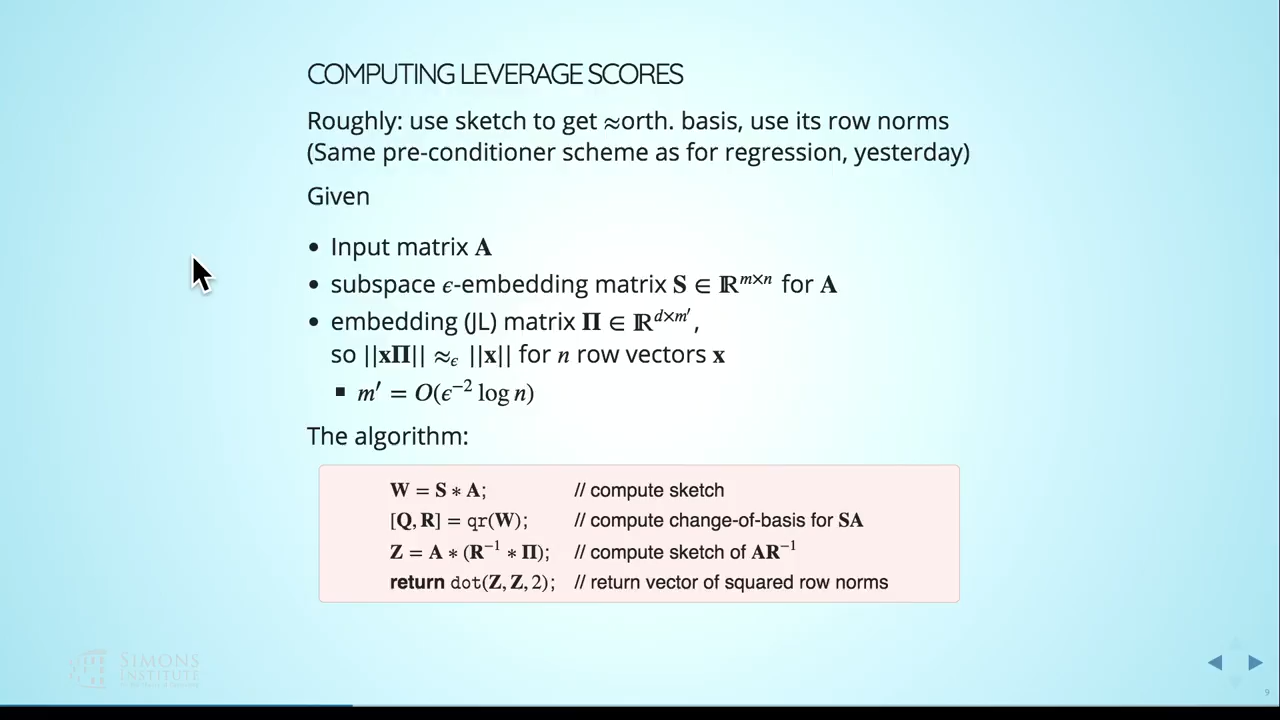 COMPUTING LEVERAGE SCORES
Roughly: use sketch to get ≈orth. basis, use its row norms
(Same pre-conditioner scheme as for regression, yesterday)
Given
• Input matrix A
• subspace ϵ-embedding matrix S ∈ ℝ^{m×n} for A
• embedding (JL) matrix Π ∈ ℝ^{d×m′},
so ||xΠ|| ≈_ϵ ||x|| for n row vectors x
▪ m′ = O(ϵ^{−2} log n)
The algorithm:
W = S ∗ A; // compute sketch
[Q, R] = qr(W); // compute change-of-basis for SA
Z = A ∗ (R^{−1} ∗ Π); // compute sketch of AR^{−1}
return dot(Z, Z, 2); // return vector of squared row norms
SIMONS
INSTITUTE
9